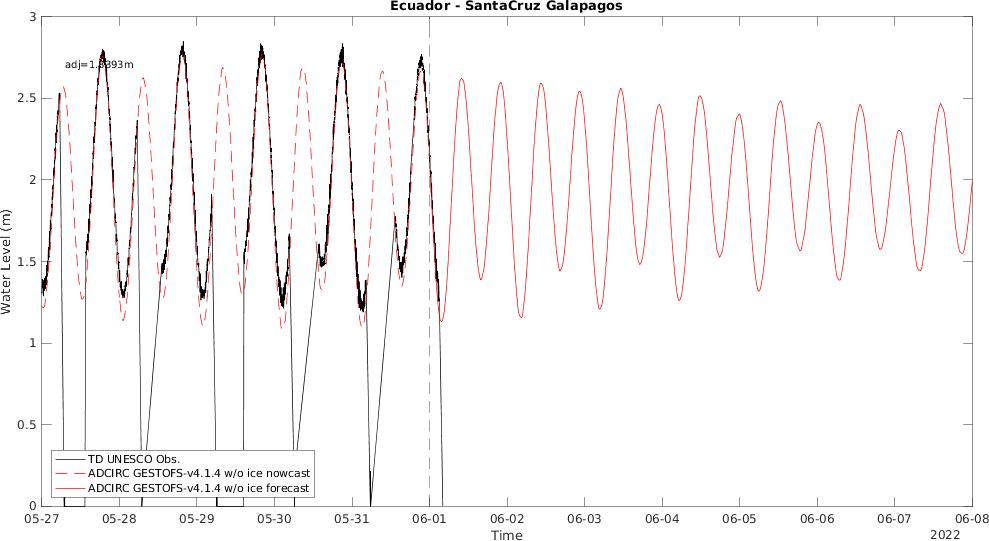 Ecuador - SantaCruz Galapagos
3
2.5
2
1.5
1
0.5
0
Water Level (m)
TD UNESCO Obs.
ADCIRC GESTOFS-v4.1.4 w/o ice nowcast
ADCIRC GESTOFS-v4.1.4 w/o ice forecast
05-27 05-28 05-29 05-30 05-31 06-01 06-02 06-03 06-04 06-05 06-06 06-07 06-08
Time
2022